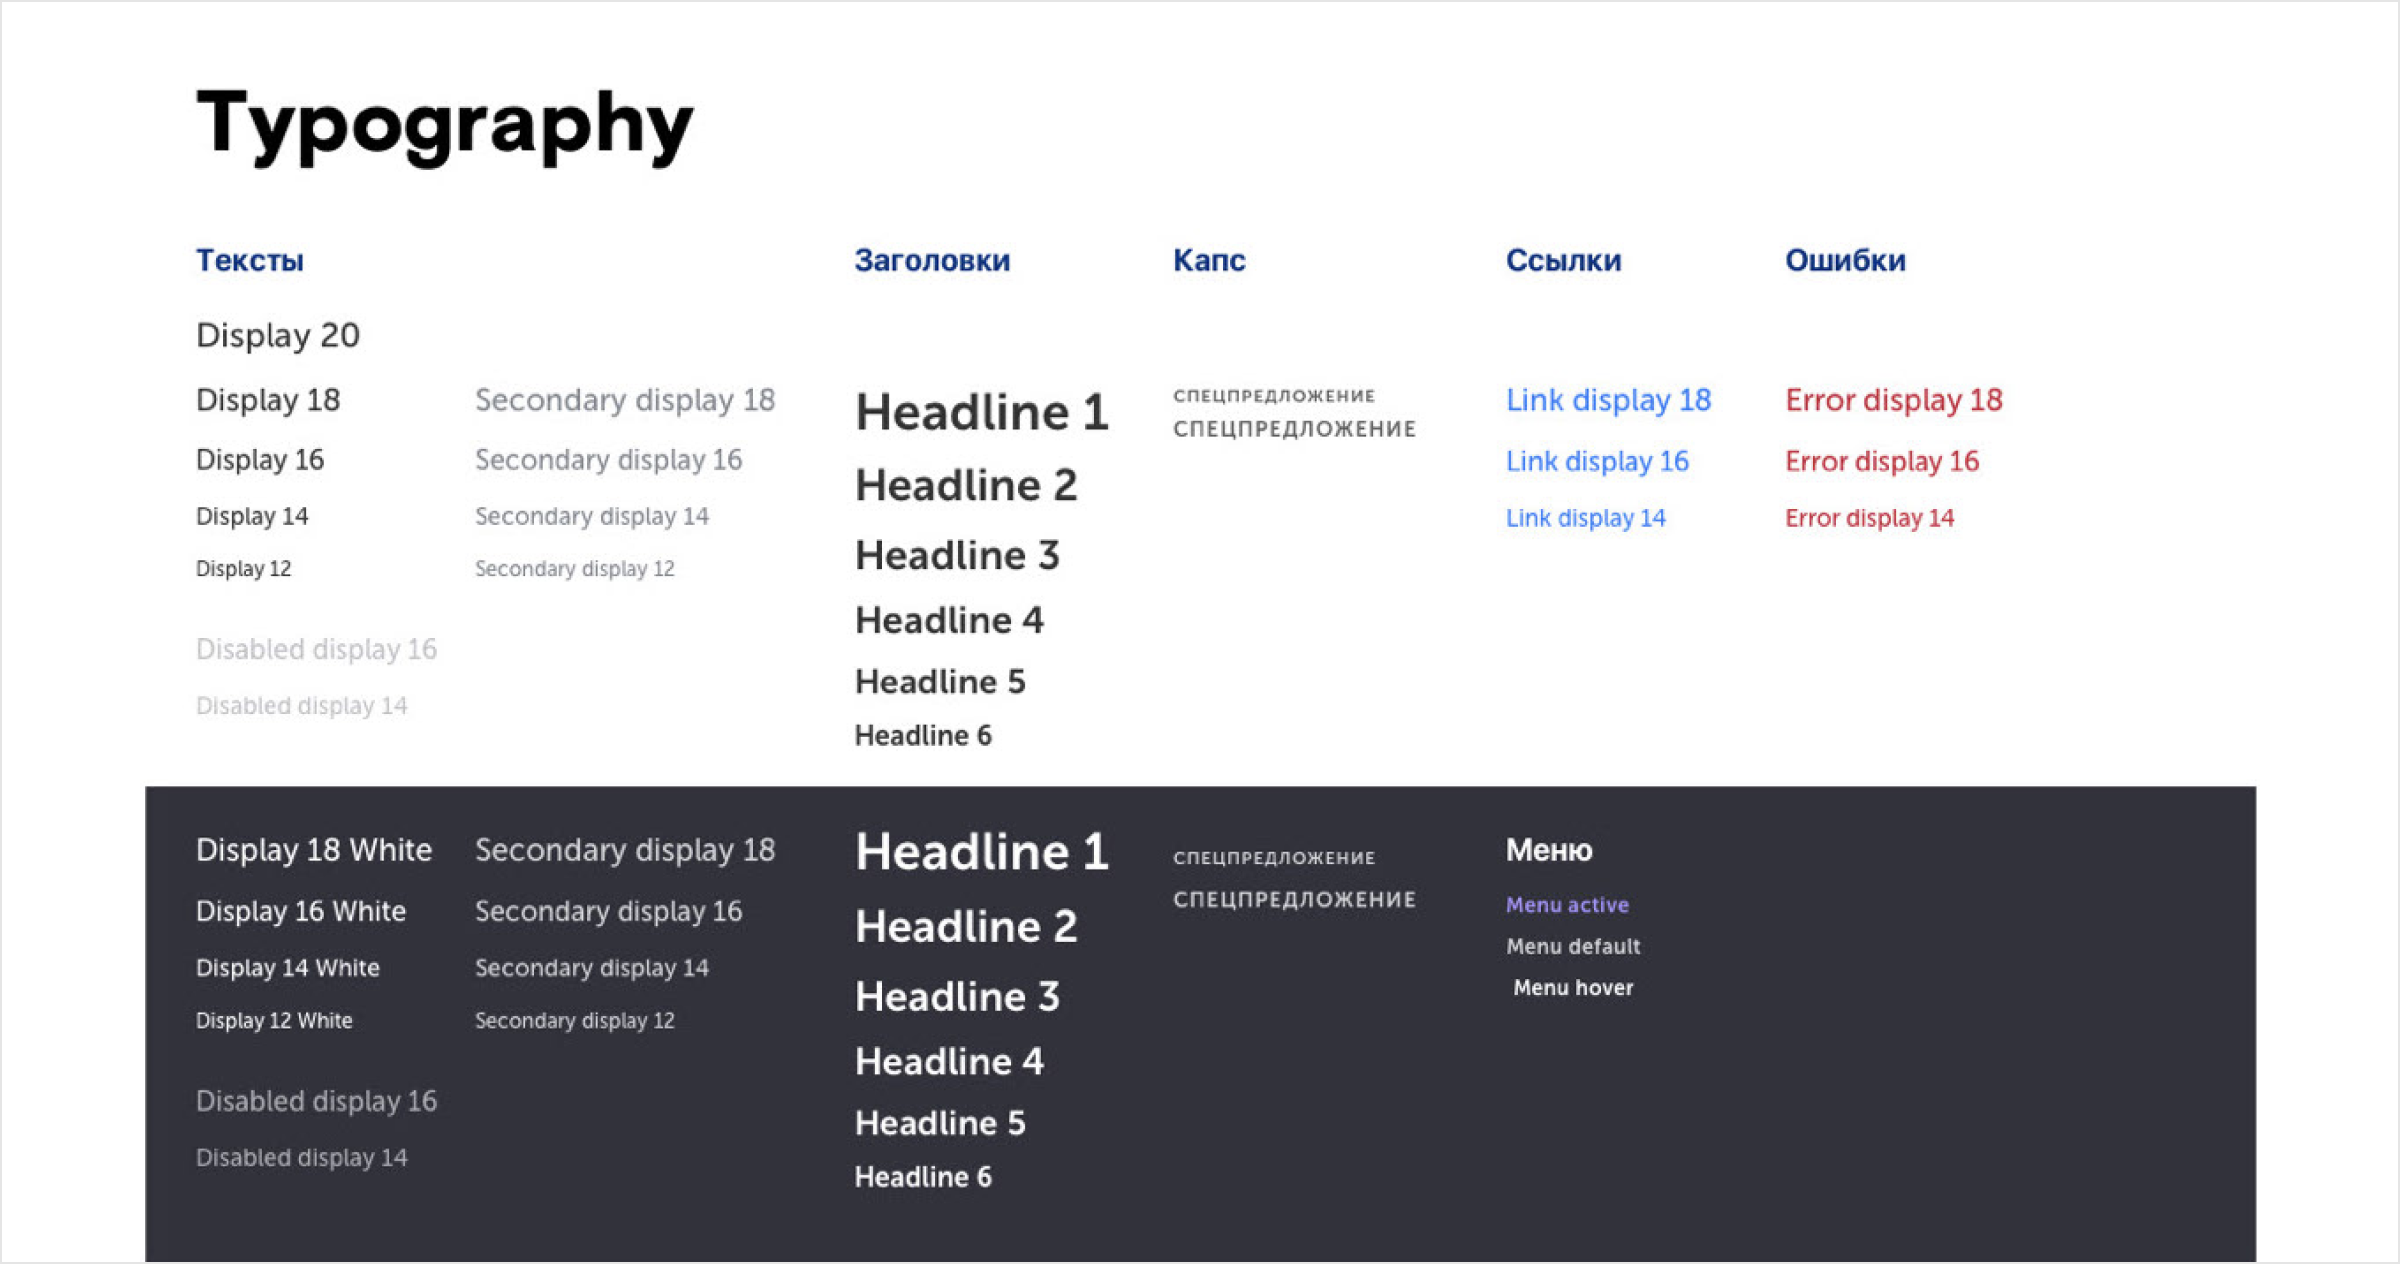 Typography
Тексты
Display 20
Display 18
Display 16
Display 14
Display 12
Secondary display 18
Secondary display 16
Secondary display 14
Secondary display 12
Disabled display 16
Disabled display 14
Заголовки
Headline 1
Headline 2
Headline 3
Headline 4
Headline 5
Headline 6
Капс
СПЕЦПРЕДЛОЖЕНИЕ
СПЕЦПРЕДЛОЖЕНИЕ
Ссылки
Link display 18
Link display 16
Link display 14
Ошибки
Error display 18
Error display 16
Error display 14
Display 18 White
Display 16 White
Display 14 White
Display 12 White
Secondary display 18
Secondary display 16
Secondary display 14
Secondary display 12
Disabled display 16
Disabled display 14
Headline 1
Headline 2
Headline 3
Headline 4
Headline 5
Headline 6
СПЕЦПРЕДЛОЖЕНИЕ
СПЕЦПРЕДЛОЖЕНИЕ
Меню
Menu active
Menu default
Menu hover